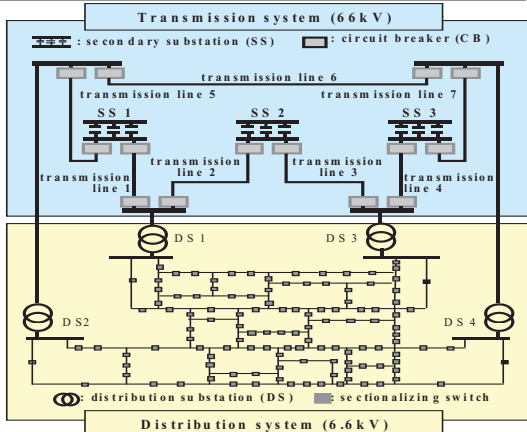 Transmission system (66kV)
: secondary substation (SS)
: circuit breaker (CB)
transmission line 6
transmission line 5
transmission line 7
SS 1
SS 2
SS 3
transmission line 1
transmission line 2
transmission line 3
transmission line 4
DS 1
DS 3
DS2
DS 4
: distribution substation (DS)
: sectionalizing switch
Distribution system (6.6kV)